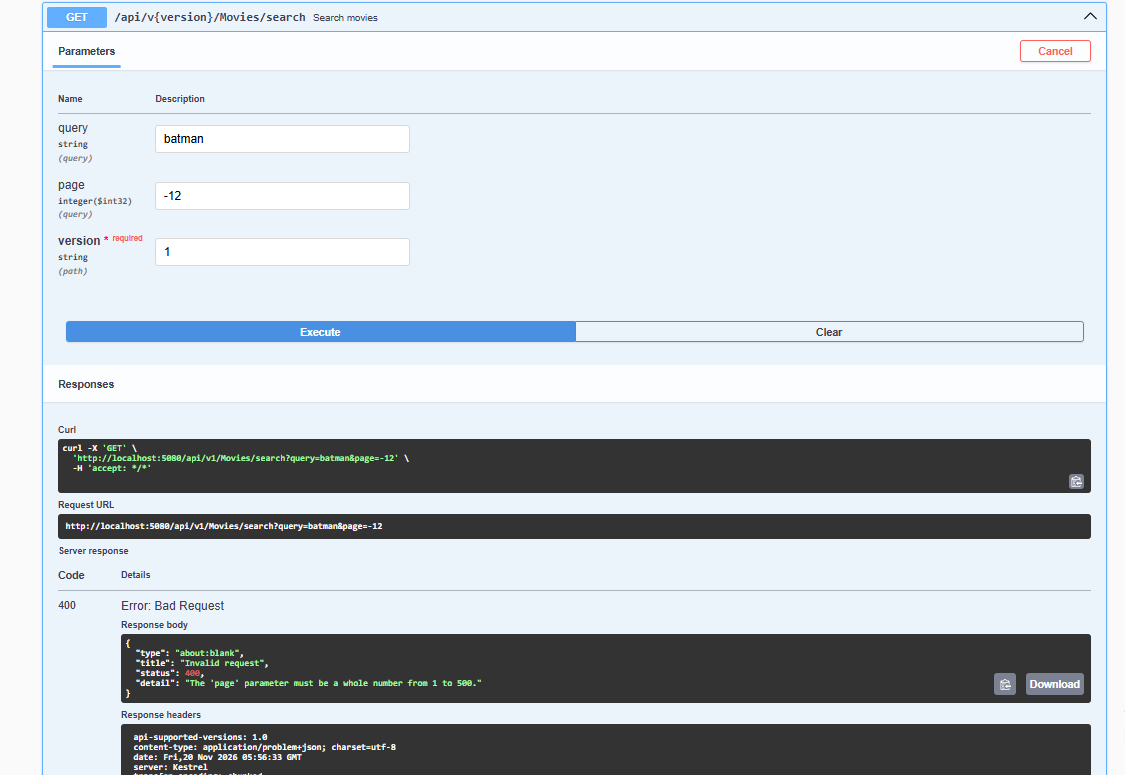 GET /api/v{version}/Movies/search Search movies
Parameters
Cancel
Name Description
query
string
(query)
batman
page
integer($int32)
(query)
-12
version * required
string
(path)
1
Execute
Clear
Responses
Curl
curl -X 'GET' \
'http://localhost:5080/api/v1/Movies/search?query=batman&page=-12' \
-H 'accept: */*'
Request URL
http://localhost:5080/api/v1/Movies/search?query=batman&page=-12
Server response
Code Details
400 Error: Bad Request
Response body
{
"type": "about:blank",
"title": "Invalid request",
"status": 400,
"detail": "The 'page' parameter must be a whole number from 1 to 500."
}
Download
Response headers
api-supported-versions: 1.0
content-type: application/problem+json; charset=utf-8
date: Fri,20 Nov 2026 05:56:33 GMT
server: Kestrel